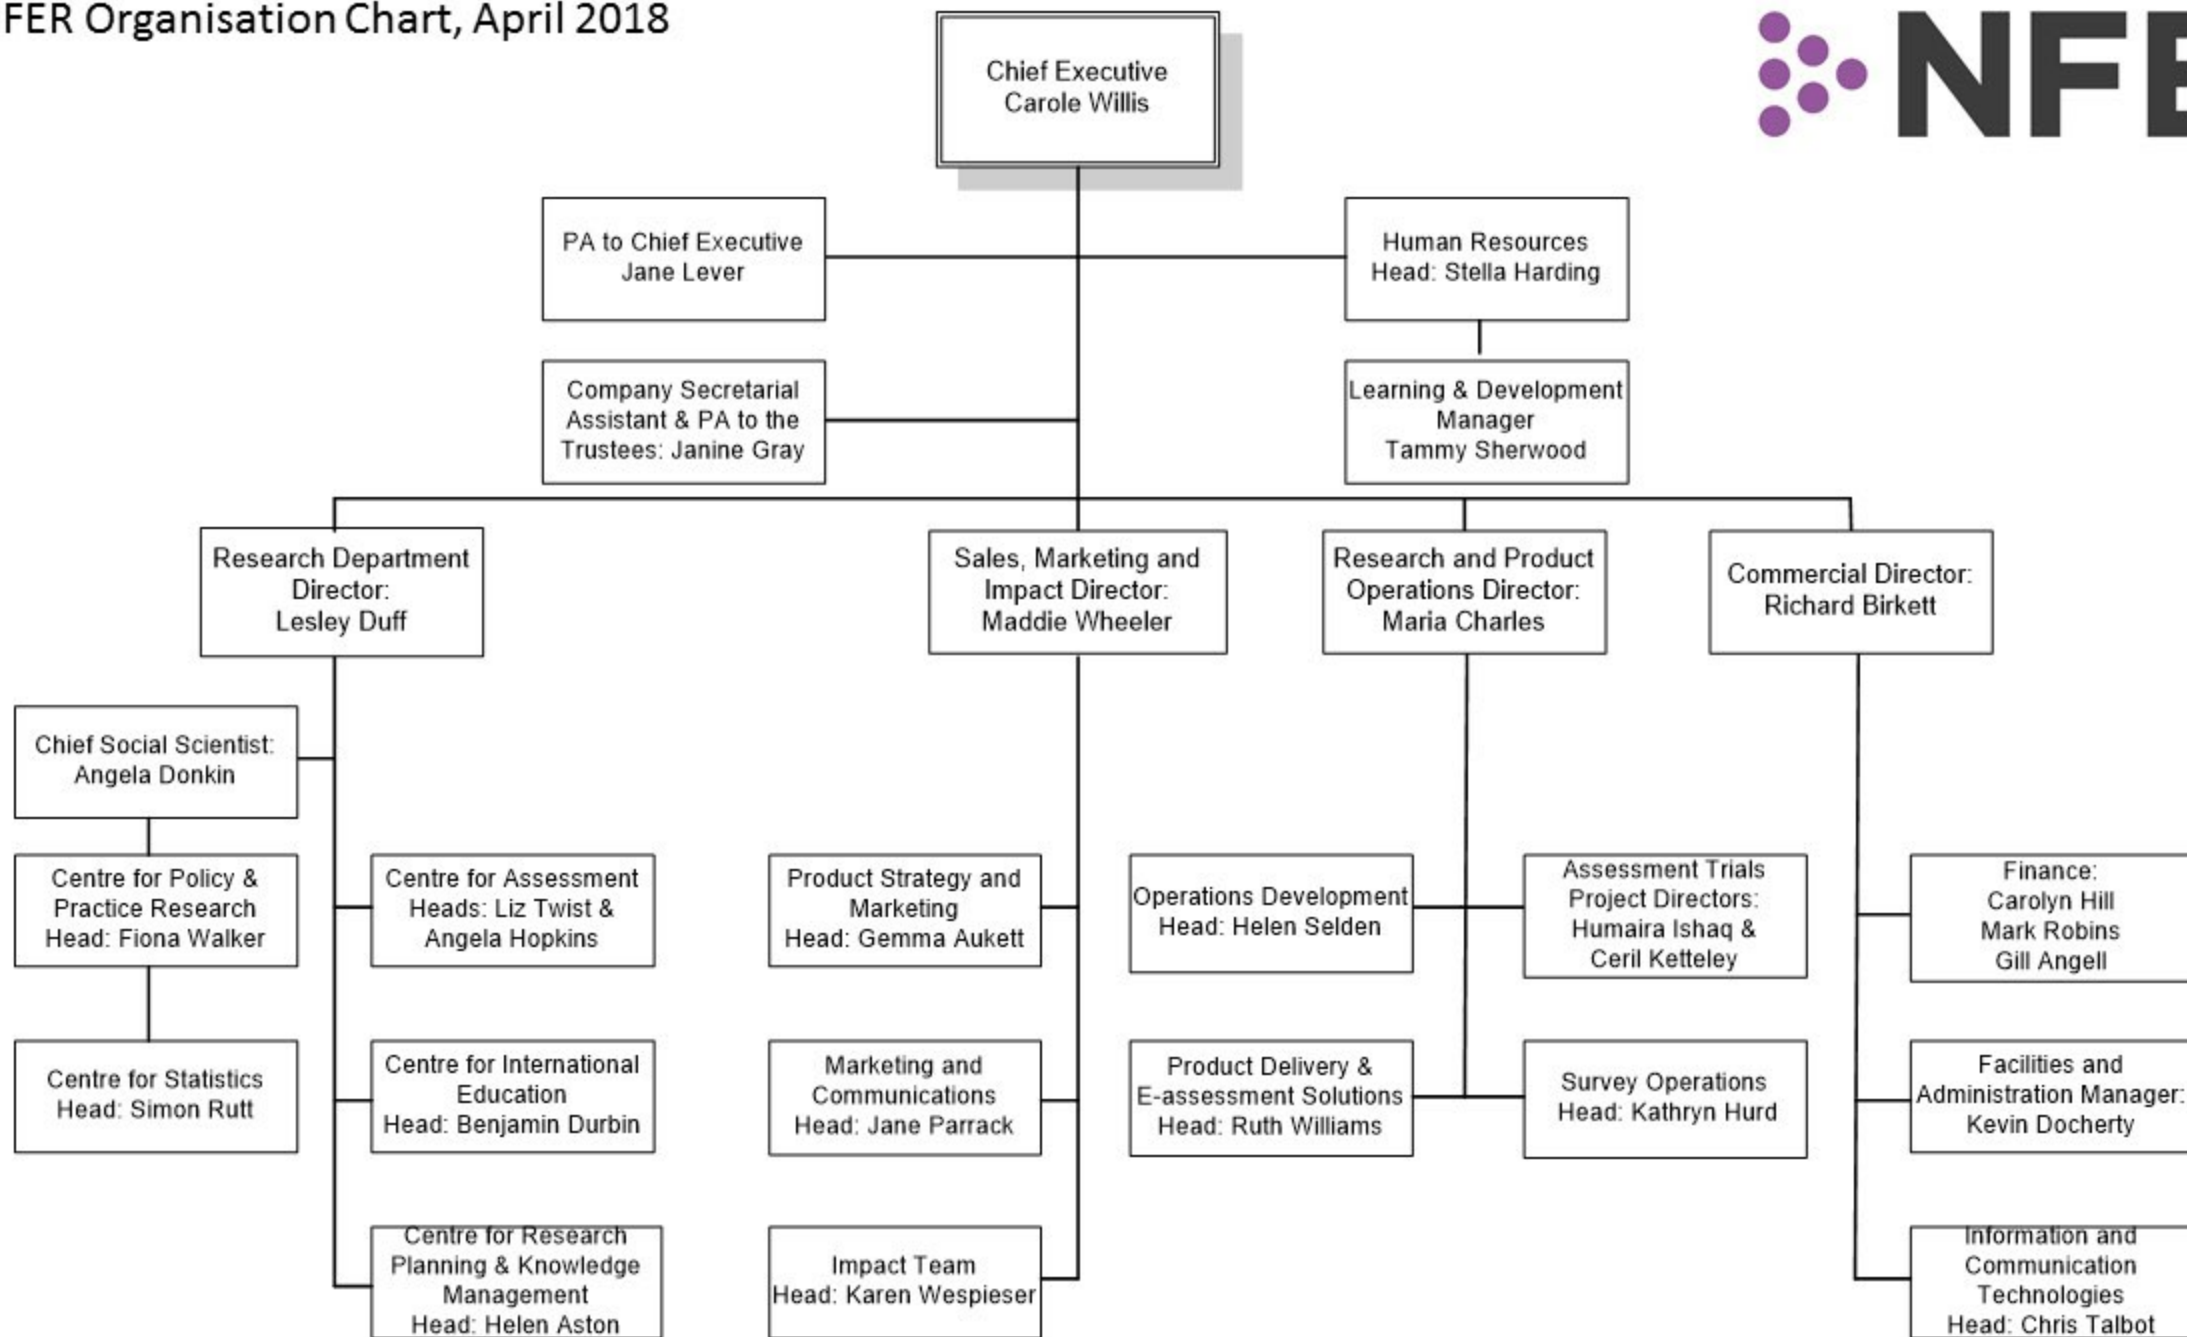 FER Organisation Chart, April 2018
NFE
Chief Executive
Carole Willis
PA to Chief Executive
Jane Lever
Human Resources
Head: Stella Harding
Company Secretarial
Assistant & PA to the
Trustees: Janine Gray
Learning & Development
Manager
Tammy Sherwood
Research Department
Director:
Lesley Duff
Sales, Marketing and
Impact Director:
Maddie Wheeler
Research and Product
Operations Director:
Maria Charles
Commercial Director:
Richard Birkett
Chief Social Scientist:
Angela Donkin
Centre for Policy &
Practice Research
Head: Fiona Walker
Centre for Assessment
Heads: Liz Twist &
Angela Hopkins
Product Strategy and
Marketing
Head: Gemma Aukett
Operations Development
Head: Helen Selden
Assessment Trials
Project Directors:
Humaira Ishaq &
Ceril Ketteley
Finance:
Carolyn Hill
Mark Robins
Gill Angell
Centre for Statistics
Head: Simon Rutt
Centre for International
Education
Head: Benjamin Durbin
Marketing and
Communications
Head: Jane Parrack
Product Delivery &
E-assessment Solutions
Head: Ruth Williams
Survey Operations
Head: Kathryn Hurd
Facilities and
Administration Manager:
Kevin Docherty
Centre for Research
Planning & Knowledge
Management
Head: Helen Aston
Impact Team
Head: Karen Wespieser
Information and
Communication
Technologies
Head: Chris Talbot